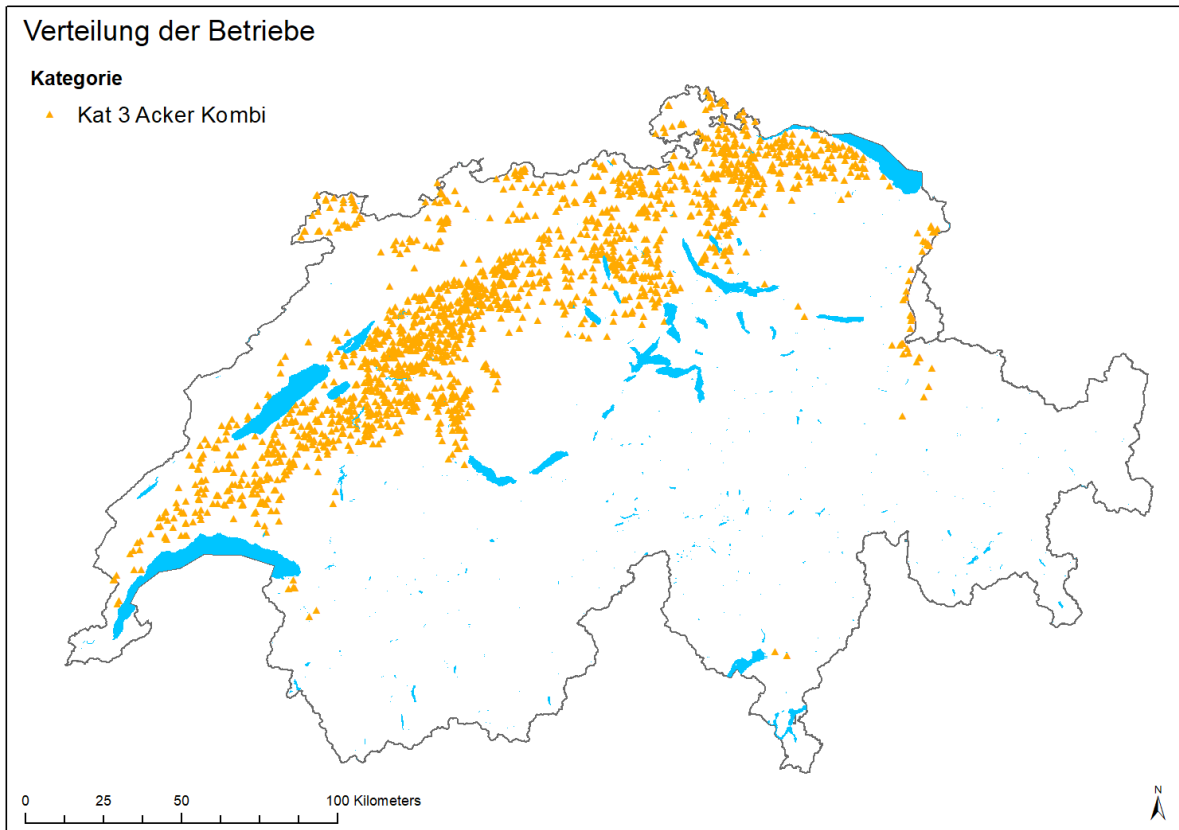 Verteilung der Betriebe
Kategorie
Kat 3 Acker Kombi
0 25 50 100 Kilometers
N